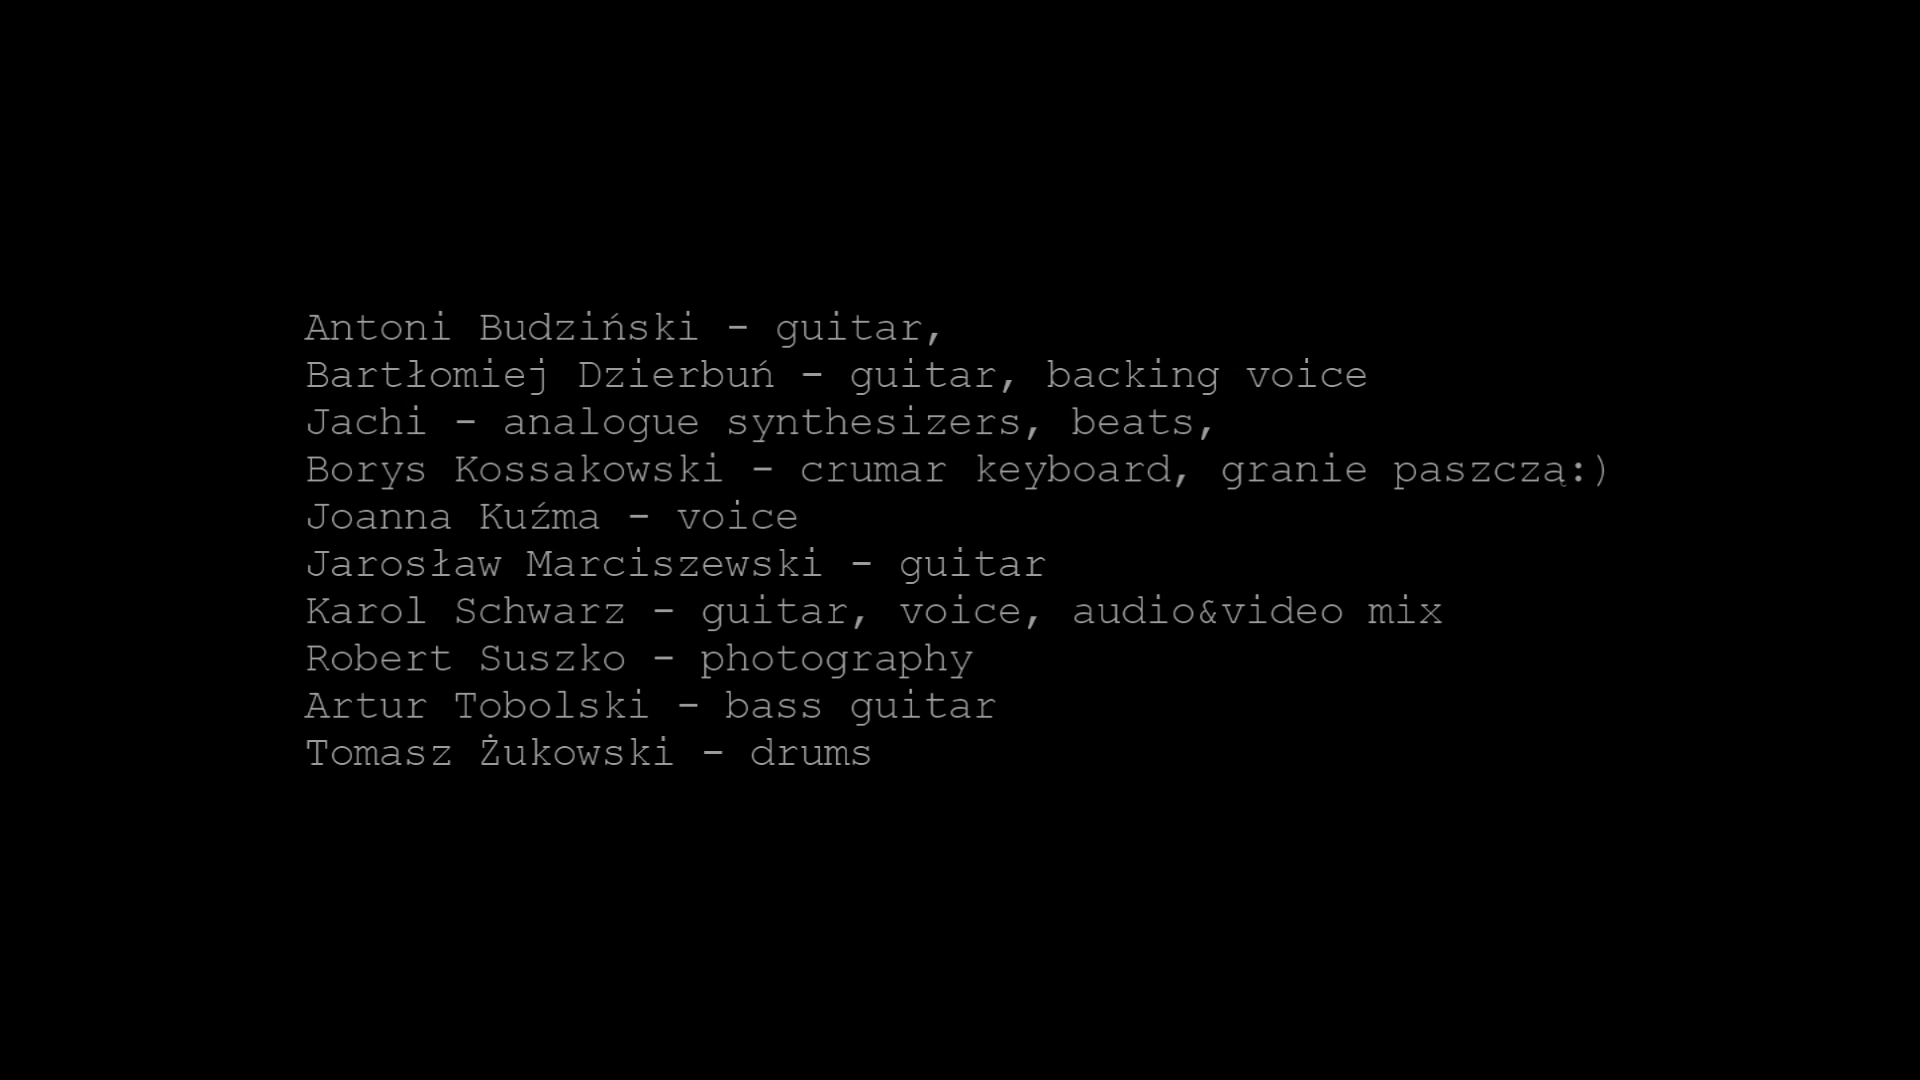 Antoni Budziński - guitar,
Bartłomiej Dzierbuń - guitar, backing voice
Jachi - analogue synthesizers, beats,
Borys Kossakowski - crumar keyboard, granie paszczą:)
Joanna Kuźma - voice
Jarosław Marciszewski - guitar
Karol Schwarz - guitar, voice, audio&video mix
Robert Suszko - photography
Artur Tobolski - bass guitar
Tomasz Żukowski - drums